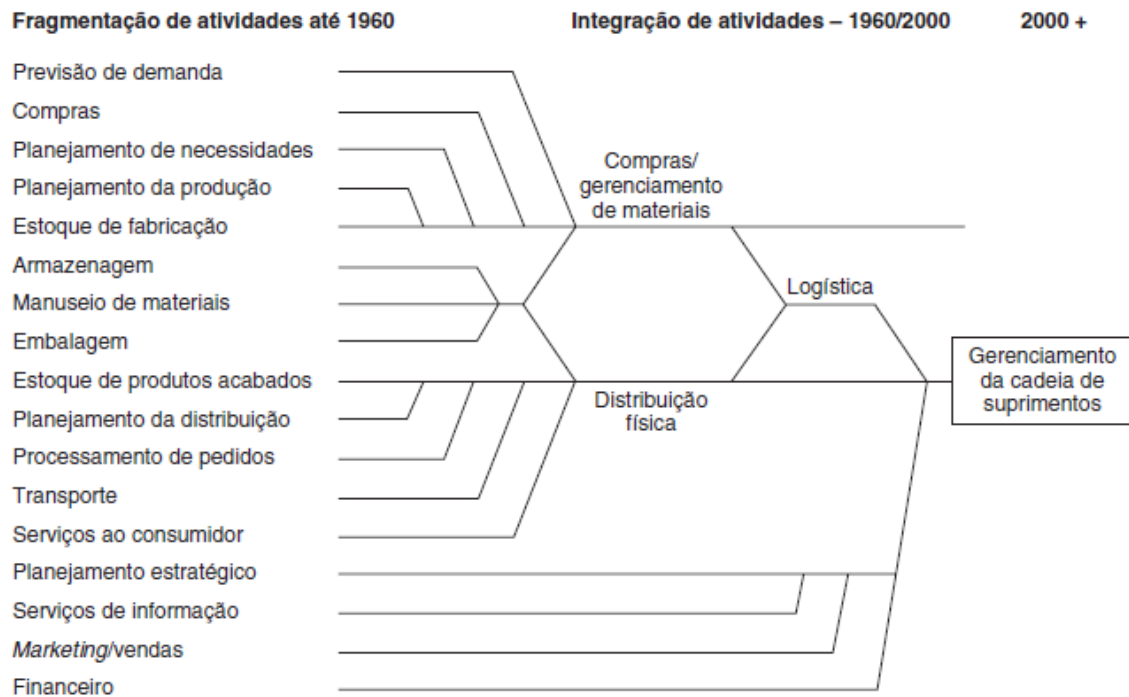 Fragmentação de atividades até 1960
Integração de atividades – 1960/2000
2000 +
Previsão de demanda
Compras
Planejamento de necessidades
Planejamento da produção
Estoque de fabricação
Armazenagem
Manuseio de materiais
Embalagem
Estoque de produtos acabados
Planejamento da distribuição
Processamento de pedidos
Transporte
Serviços ao consumidor
Planejamento estratégico
Serviços de informação
Marketing/vendas
Financeiro
Compras/
gerenciamento
de materiais
Distribuição
física
Logística
Gerenciamento
da cadeia de
suprimentos